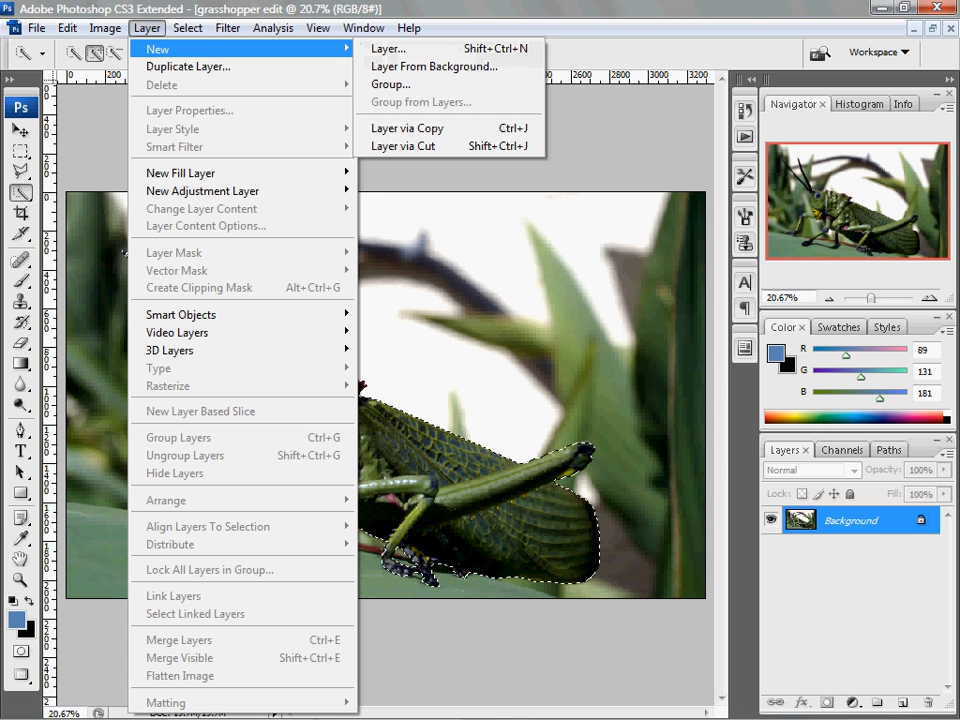 Adobe Photoshop CS3 Extended - [grasshopper edit @ 20.7% (RGB/8#)]
File Edit Image Layer Select Filter Analysis View Window Help
Workspace
New
Duplicate Layer...
Delete
Layer Properties...
Layer Style
Smart Filter
New Fill Layer
New Adjustment Layer
Change Layer Content
Layer Content Options...
Layer Mask
Vector Mask
Create Clipping Mask Alt+Ctrl+G
Smart Objects
Video Layers
3D Layers
Type
Rasterize
New Layer Based Slice
Group Layers Ctrl+G
Ungroup Layers Shift+Ctrl+G
Hide Layers
Arrange
Align Layers To Selection
Distribute
Lock All Layers in Group...
Link Layers
Select Linked Layers
Merge Layers Ctrl+E
Merge Visible Shift+Ctrl+E
Flatten Image
Matting
Layer... Shift+Ctrl+N
Layer From Background...
Group...
Group from Layers...
Layer via Copy Ctrl+J
Layer via Cut Shift+Ctrl+J
0 200 2600 2800 3000 3200
Ps
Navigator Histogram Info
20.67%
Color Swatches Styles
R 89
G 131
B 181
Layers Channels Paths
Normal Opacity: 100%
Lock: Fill: 100%
Background
20.67%